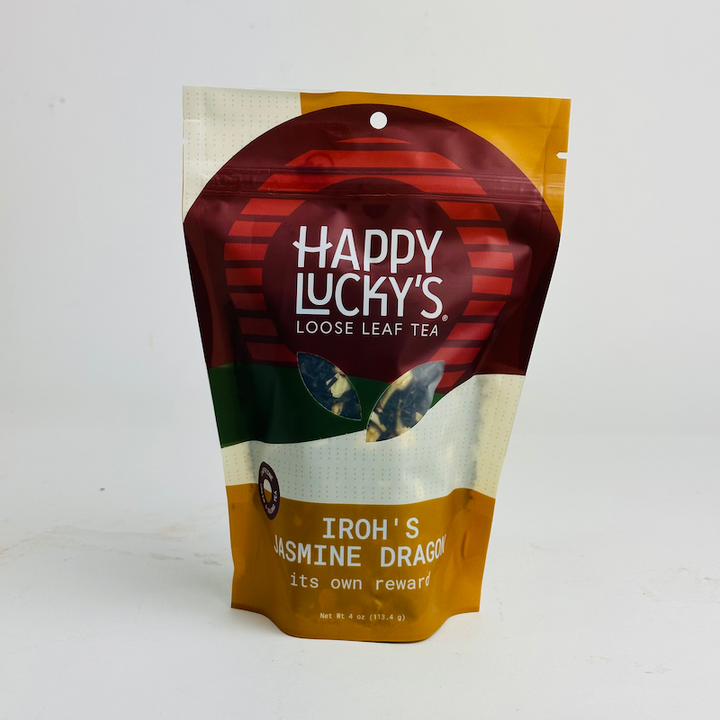 HAPPY
LUCKY'S®
LOOSE LEAF TEA
IROH'S
JASMINE DRAGON
its own reward
Net Wt 4 oz (113.4 g)